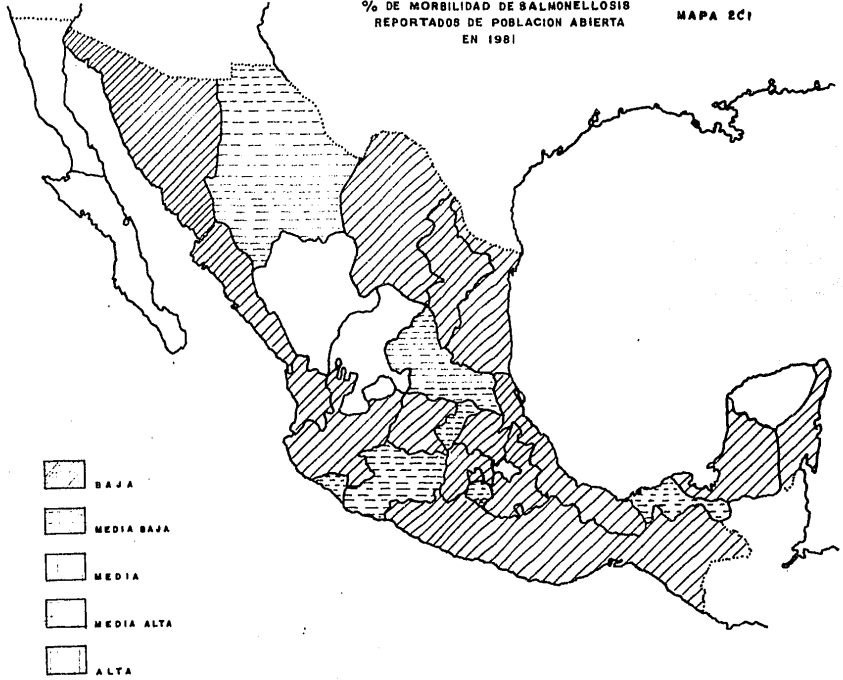 % DE MORBILIDAD DE SALMONELLOSIS
REPORTADOS DE POBLACION ABIERTA
EN 1981
MAPA 2C1
BAJA
MEDIA BAJA
MEDIA
MEDIA ALTA
ALTA